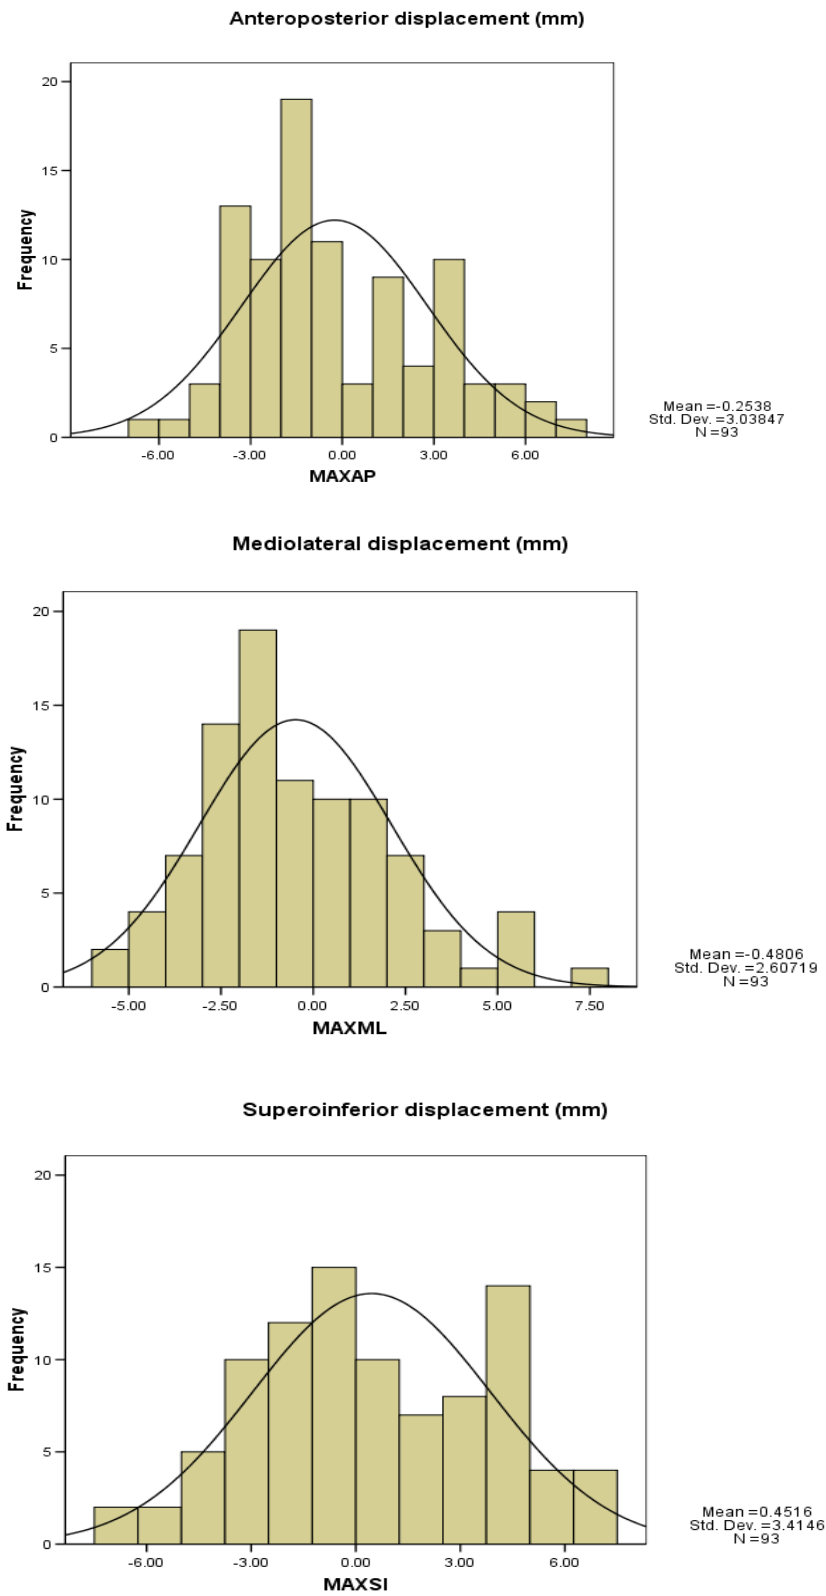 Anteroposterior displacement (mm)
20
15
10
5
0
Frequency
-6.00 -3.00 0.00 3.00 6.00
MAXAP
Mean =-0.2538
Std. Dev. =3.03847
N =93
Mediolateral displacement (mm)
20
15
10
5
0
Frequency
-5.00 -2.50 0.00 2.50 5.00 7.50
MAXML
Mean =-0.4806
Std. Dev. =2.60719
N =93
Superoinferior displacement (mm)
20
15
10
5
0
Frequency
-6.00 -3.00 0.00 3.00 6.00
MAXSI
Mean =0.4516
Std. Dev. =3.4146
N =93